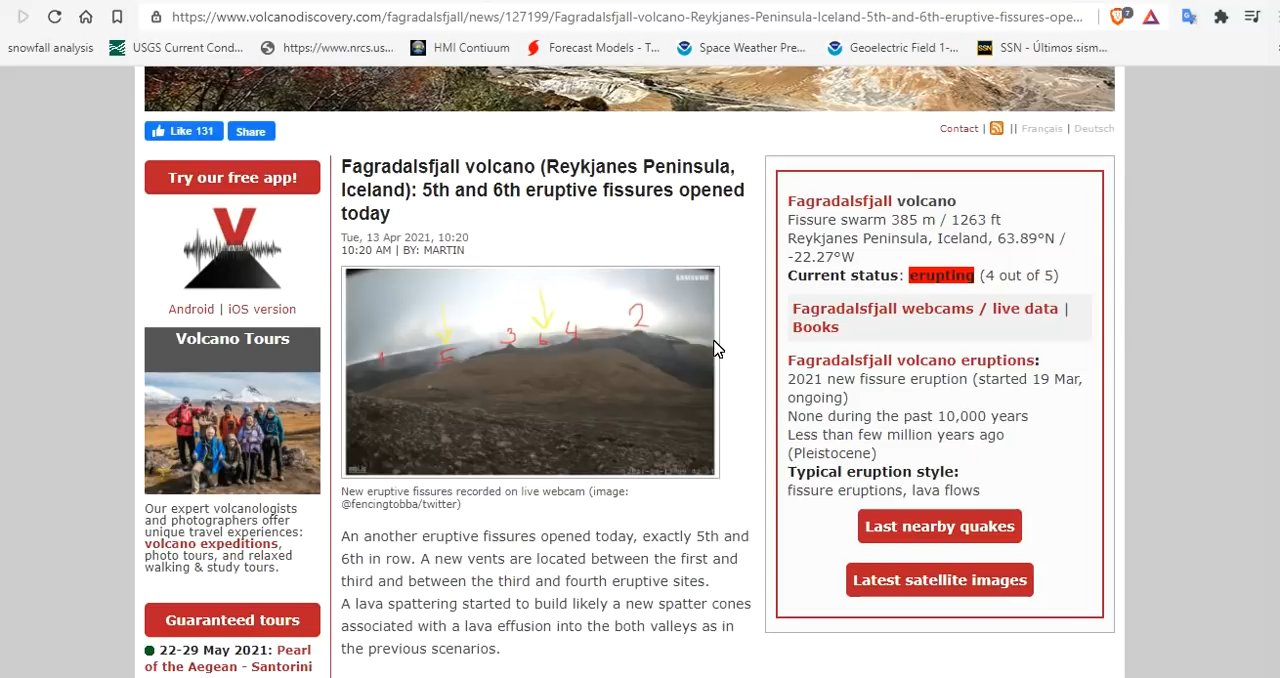 https://www.volcanodiscovery.com/fagradalsfjall/news/127199/Fagradalsfjall-volcano-Reykjanes-Peninsula-Iceland-5th-and-6th-eruptive-fissures-ope...
7
snowfall analysis
USGS Current Cond...
https://www.nrcs.us...
HMI Contiuum
Forecast Models - T...
Space Weather Pre...
Geoelectric Field 1-...
SSN
SSN - Últimos sism...
Like 131
Share
Contact | || Français | Deutsch
Try our free app!
V
Android | iOS version
Volcano Tours
Our expert volcanologists
and photographers offer
unique travel experiences:
volcano expeditions,
photo tours, and relaxed
walking & study tours.
Guaranteed tours
22-29 May 2021: Pearl
of the Aegean - Santorini
Fagradalsfjall volcano (Reykjanes Peninsula,
Iceland): 5th and 6th eruptive fissures opened
today
Tue, 13 Apr 2021, 10:20
10:20 AM | BY: MARTIN
SAMSUNG
1 5 3 6 4 2
New eruptive fissures recorded on live webcam (image:
@fencingtobba/twitter)
An another eruptive fissures opened today, exactly 5th and
6th in row. A new vents are located between the first and
third and between the third and fourth eruptive sites.
A lava spattering started to build likely a new spatter cones
associated with a lava effusion into the both valleys as in
the previous scenarios.
Fagradalsfjall volcano
Fissure swarm 385 m / 1263 ft
Reykjanes Peninsula, Iceland, 63.89°N /
-22.27°W
Current status: erupting (4 out of 5)
Fagradalsfjall webcams / live data |
Books
Fagradalsfjall volcano eruptions:
2021 new fissure eruption (started 19 Mar,
ongoing)
None during the past 10,000 years
Less than few million years ago
(Pleistocene)
Typical eruption style:
fissure eruptions, lava flows
Last nearby quakes
Latest satellite images